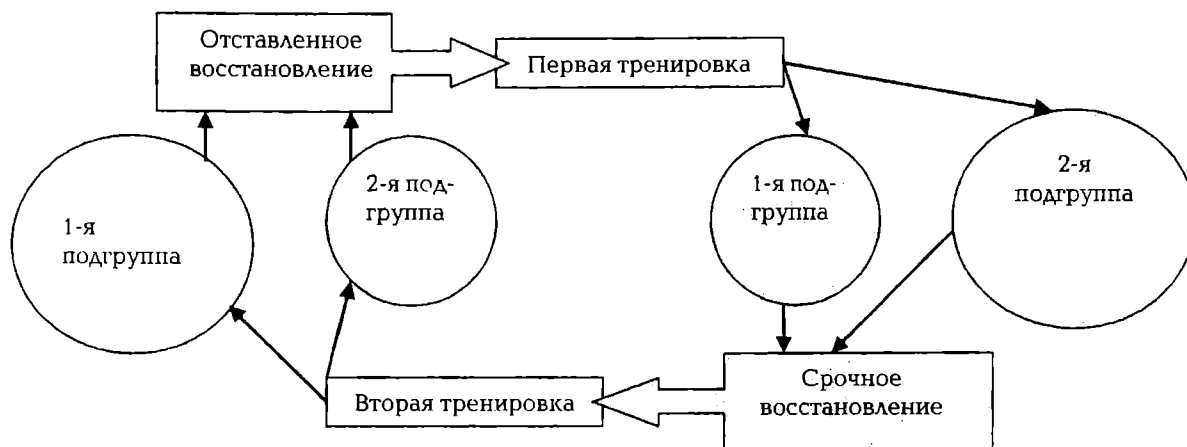 Отставленное
восстановление
Первая тренировка
2-я под-
группа
1-я
подгруппа
1-я под-
группа
2-я
подгруппа
Вторая тренировка
Срочное
восстановление